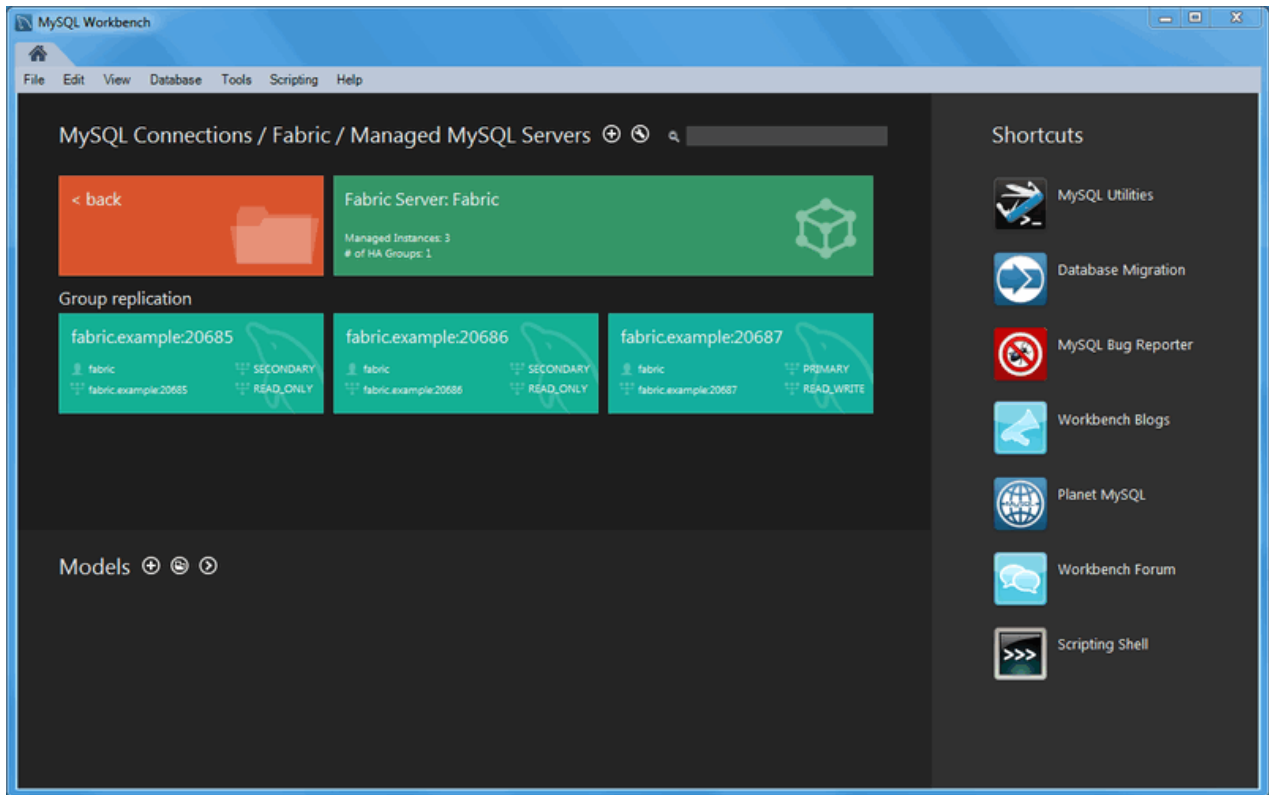 MySQL Workbench
File Edit View Database Tools Scripting Help
MySQL Connections / Fabric / Managed MySQL Servers
< back
Fabric Server: Fabric
Managed Instances: 3
# of HA Groups: 1
Group replication
fabric.example:20685
fabric SECONDARY
fabric.example:20685 READ_ONLY
fabric.example:20686
fabric SECONDARY
fabric.example:20686 READ_ONLY
fabric.example:20687
fabric PRIMARY
fabric.example:20687 READ_WRITE
Models
Shortcuts
MySQL Utilities
Database Migration
MySQL Bug Reporter
Workbench Blogs
Planet MySQL
Workbench Forum
>>> Scripting Shell